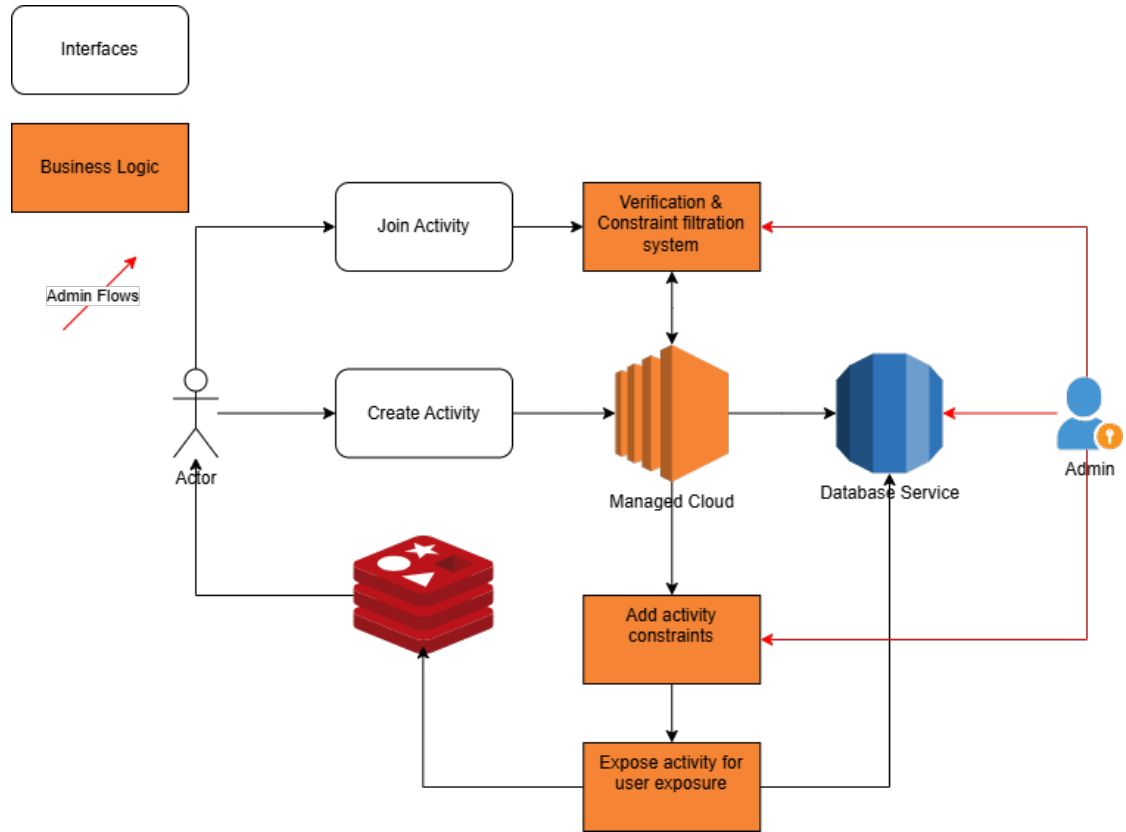 Interfaces
Business Logic
Admin Flows
Join Activity
Verification &
Constraint filtration
system
Create Activity
Actor
Managed Cloud
Database Service
Admin
Add activity
constraints
Expose activity for
user exposure